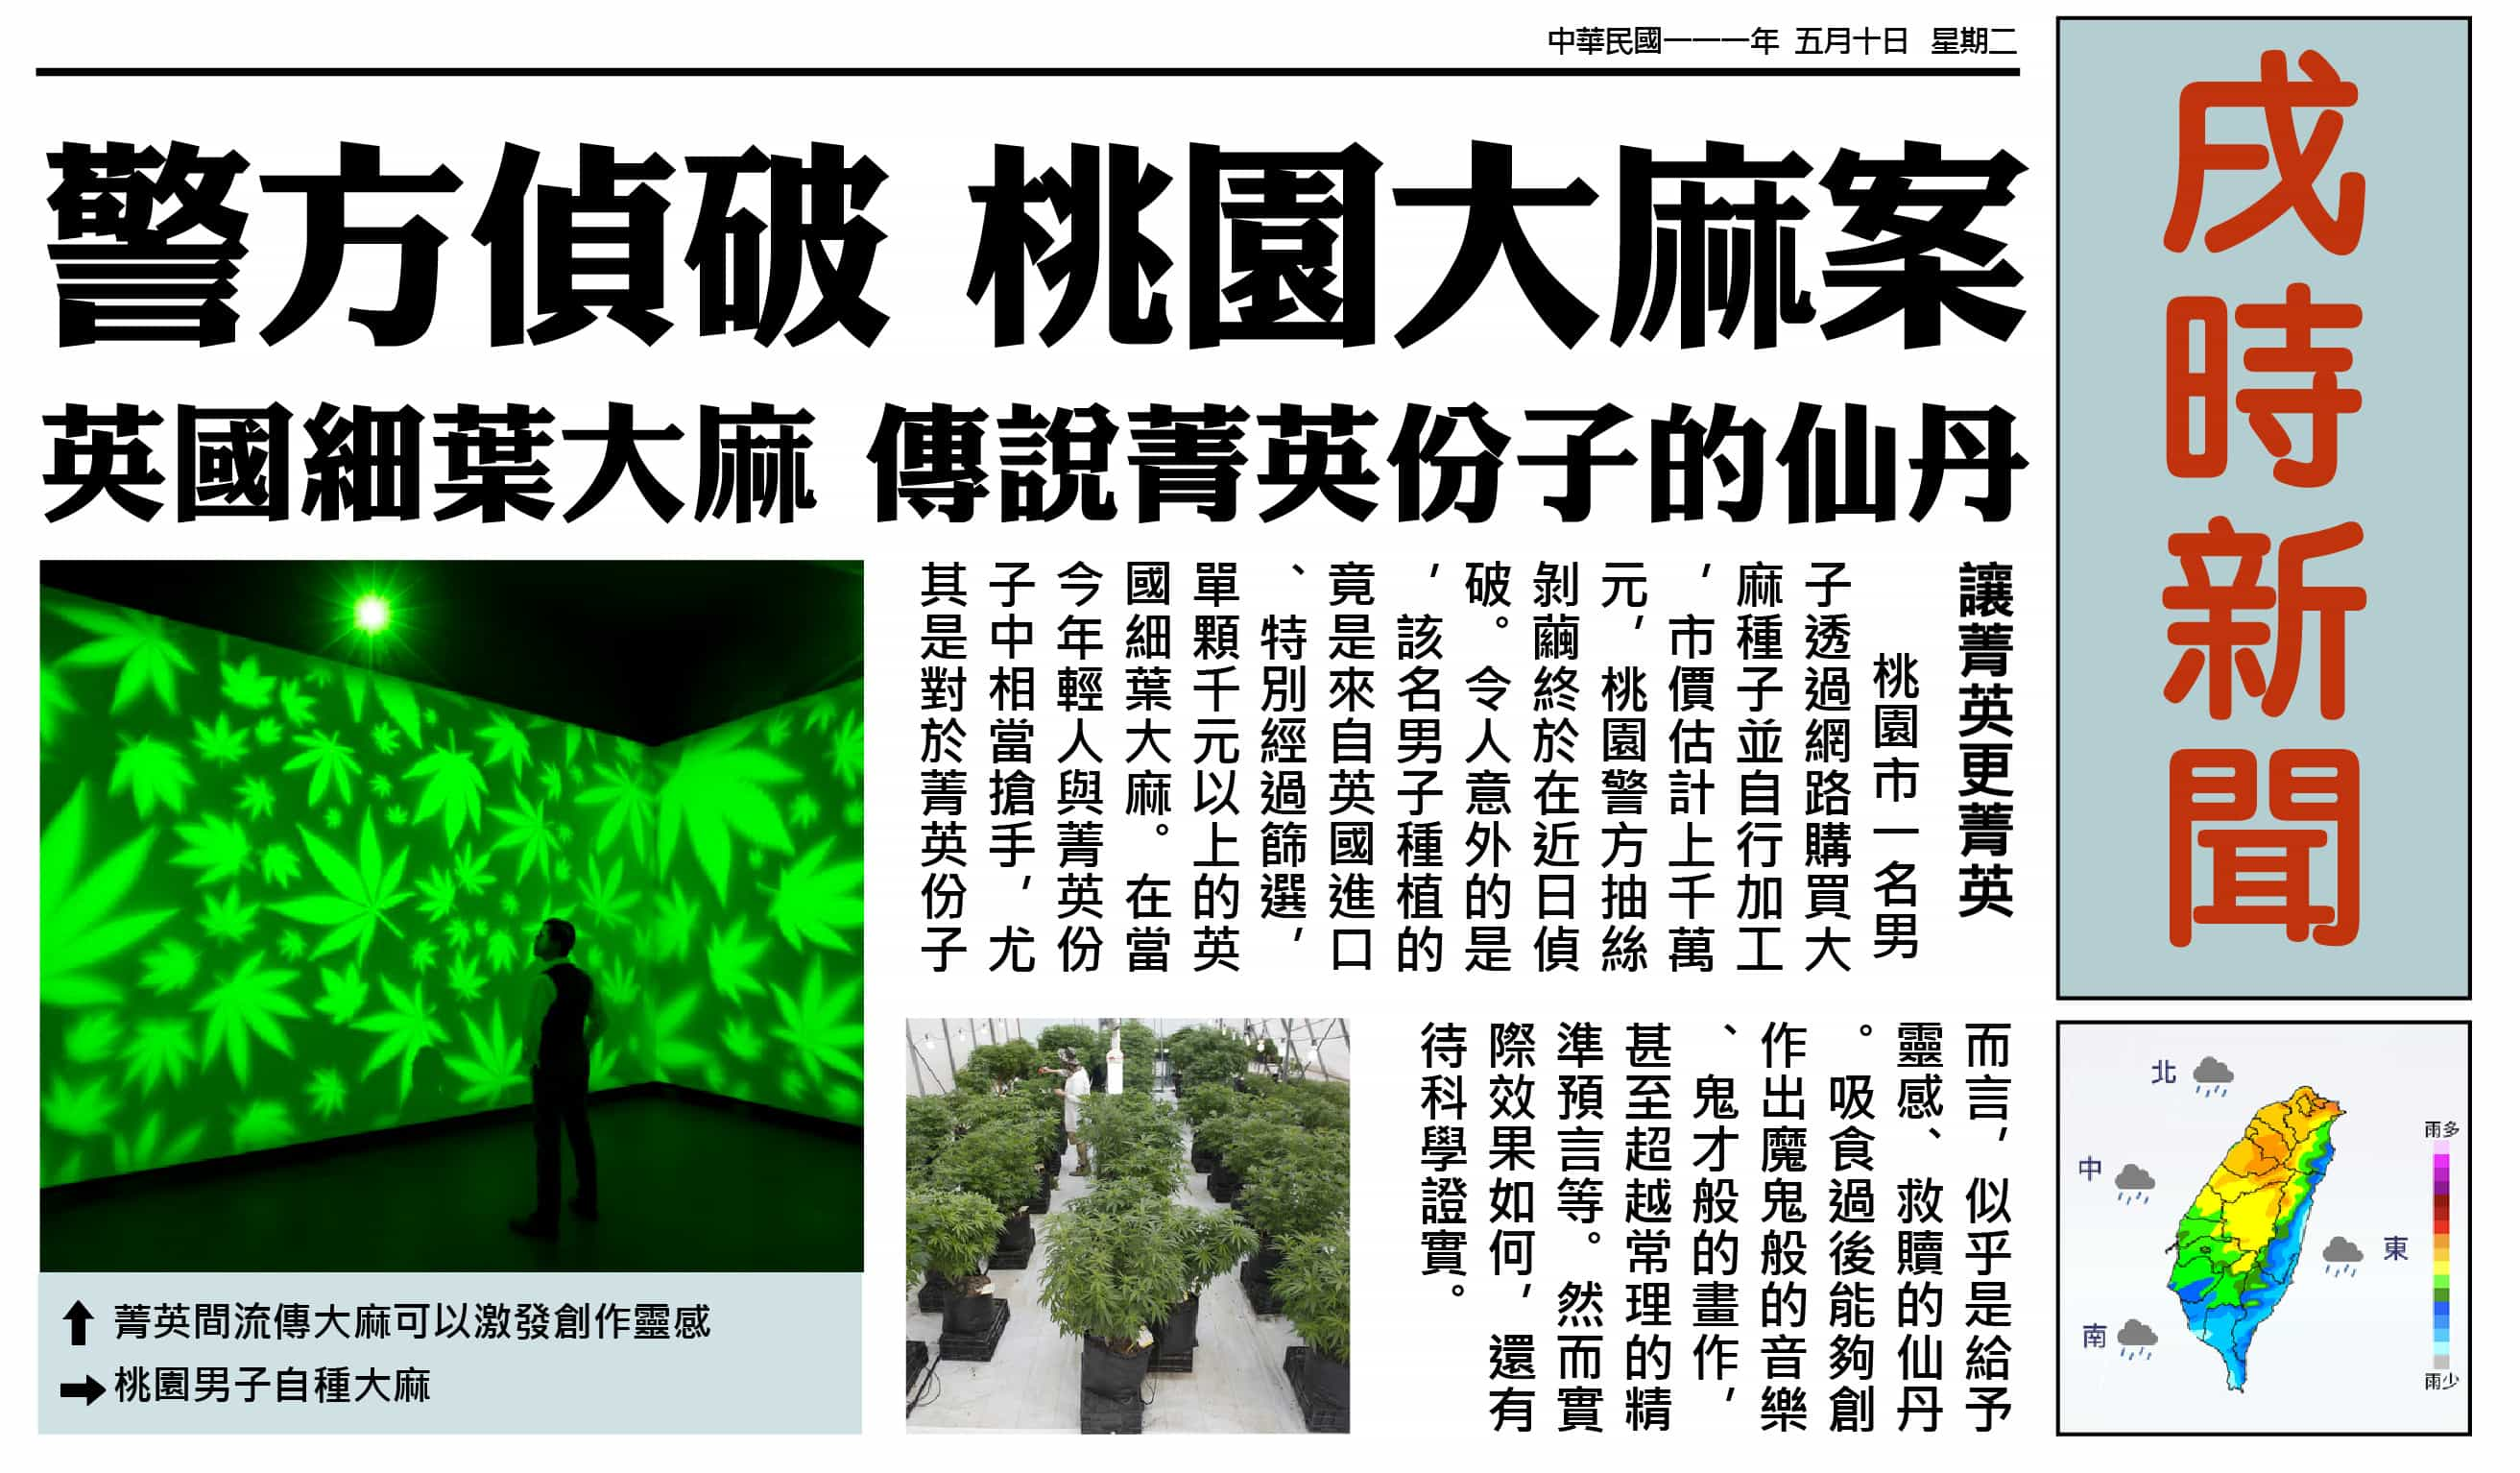 中華民國一一一年 五月十日 星期二
戌時新聞
警方偵破 桃園大麻案
英國細葉大麻 傳說菁英份子的仙丹
讓菁英更菁英
桃園市一名男
子透過網路購買大
麻種子並自行加工
，市價估計上千萬
元，桃園警方抽絲
剝繭終於在近日偵
破。令人意外的是
，該名男子種植的
竟是來自英國進口
、特別經過篩選，
單顆千元以上的英
國細葉大麻。在當
今年輕人與菁英份
子中相當搶手，尤
其是對於菁英份子
而言，似乎是給予
靈感、救贖的仙丹
。吸食過後能夠創
作出魔鬼般的音樂
、鬼才般的畫作，
甚至超越常理的精
準預言等。然而實
際效果如何，還有
待科學證實。
↑ 菁英間流傳大麻可以激發創作靈感
→ 桃園男子自種大麻
北
中
東
南
雨多
雨少